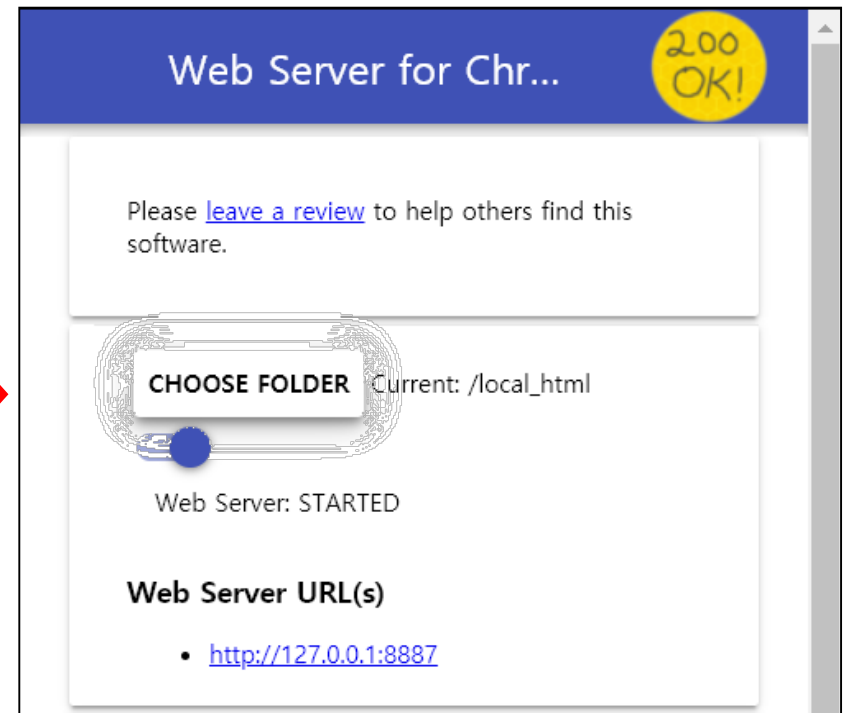 Web Server for Chr...
200
OK!
Please leave a review to help others find this
software.
CHOOSE FOLDER Current: /local_html
Web Server: STARTED
Web Server URL(s)
• http://127.0.0.1:8887